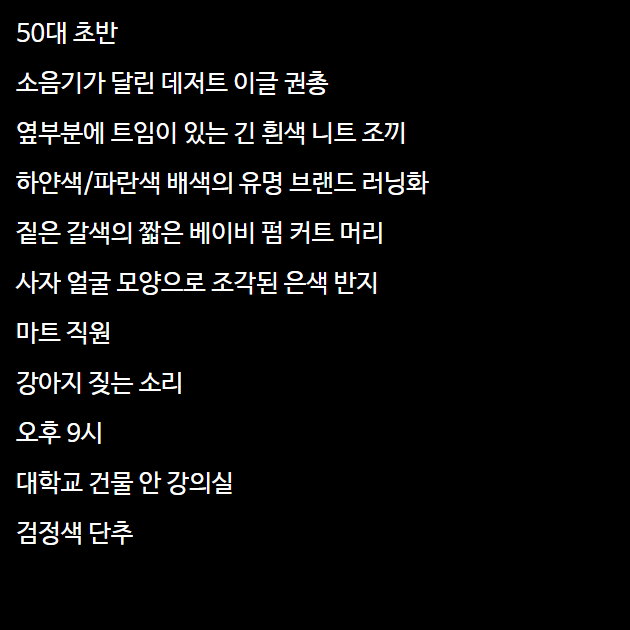 50대 초반
소음기가 달린 데저트 이글 권총
옆부분에 트임이 있는 긴 흰색 니트 조끼
하얀색/파란색 배색의 유명 브랜드 러닝화
짙은 갈색의 짧은 베이비 펌 커트 머리
사자 얼굴 모양으로 조각된 은색 반지
마트 직원
강아지 짖는 소리
오후 9시
대학교 건물 안 강의실
검정색 단추